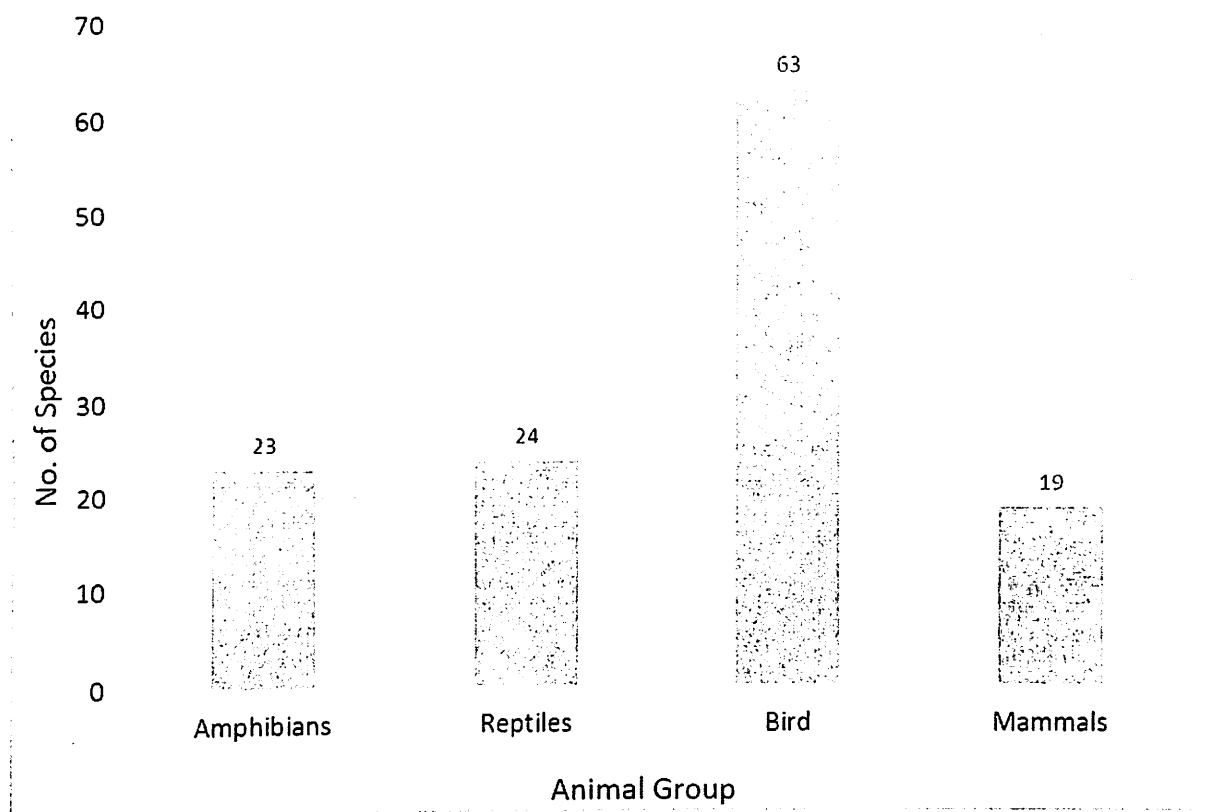 70
60
50
40
30
20
10
0
No. of Species
23
24
63
19
Amphibians
Reptiles
Bird
Mammals
Animal Group